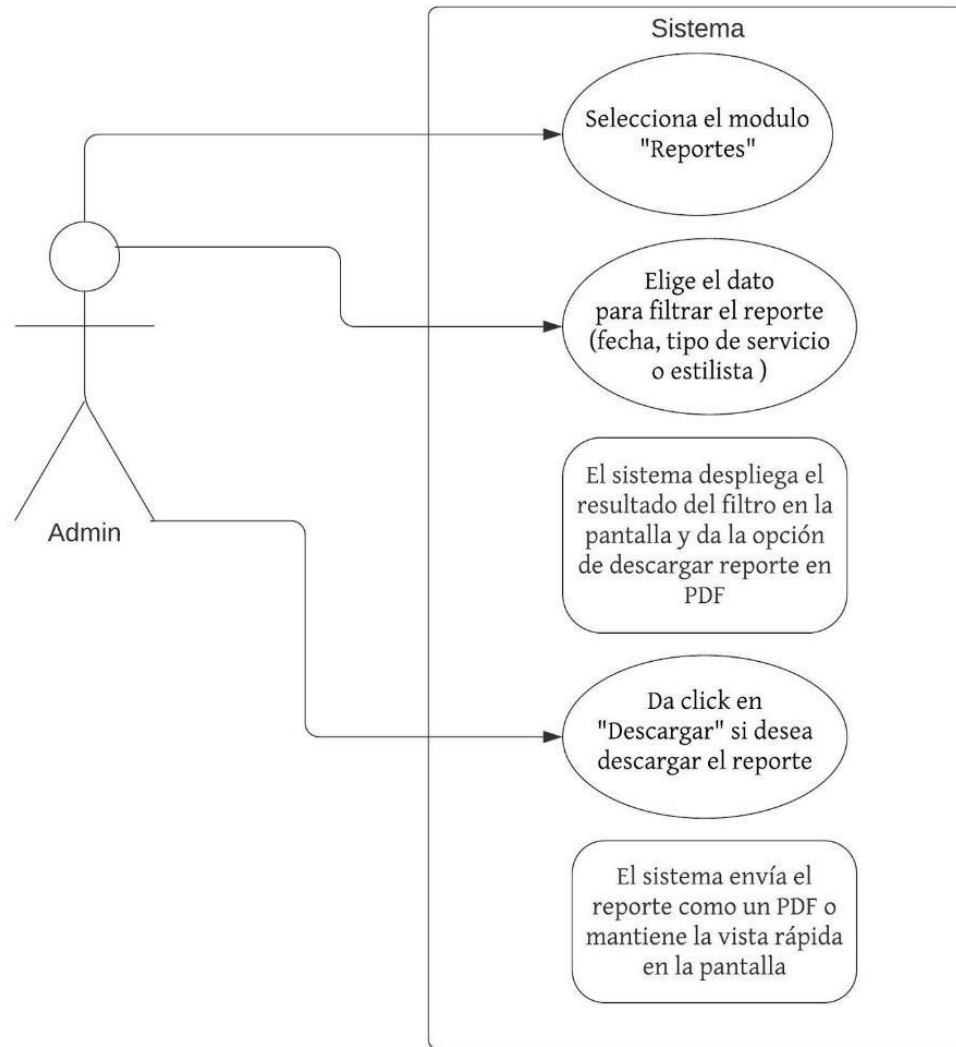 Sistema
Selecciona el modulo
"Reportes"
Elige el dato
para filtrar el reporte
(fecha, tipo de servicio
o estilista )
El sistema despliega el
resultado del filtro en la
pantalla y da la opción
de descargar reporte en
PDF
Admin
Da click en
"Descargar" si desea
descargar el reporte
El sistema envía el
reporte como un PDF o
mantiene la vista rápida
en la pantalla